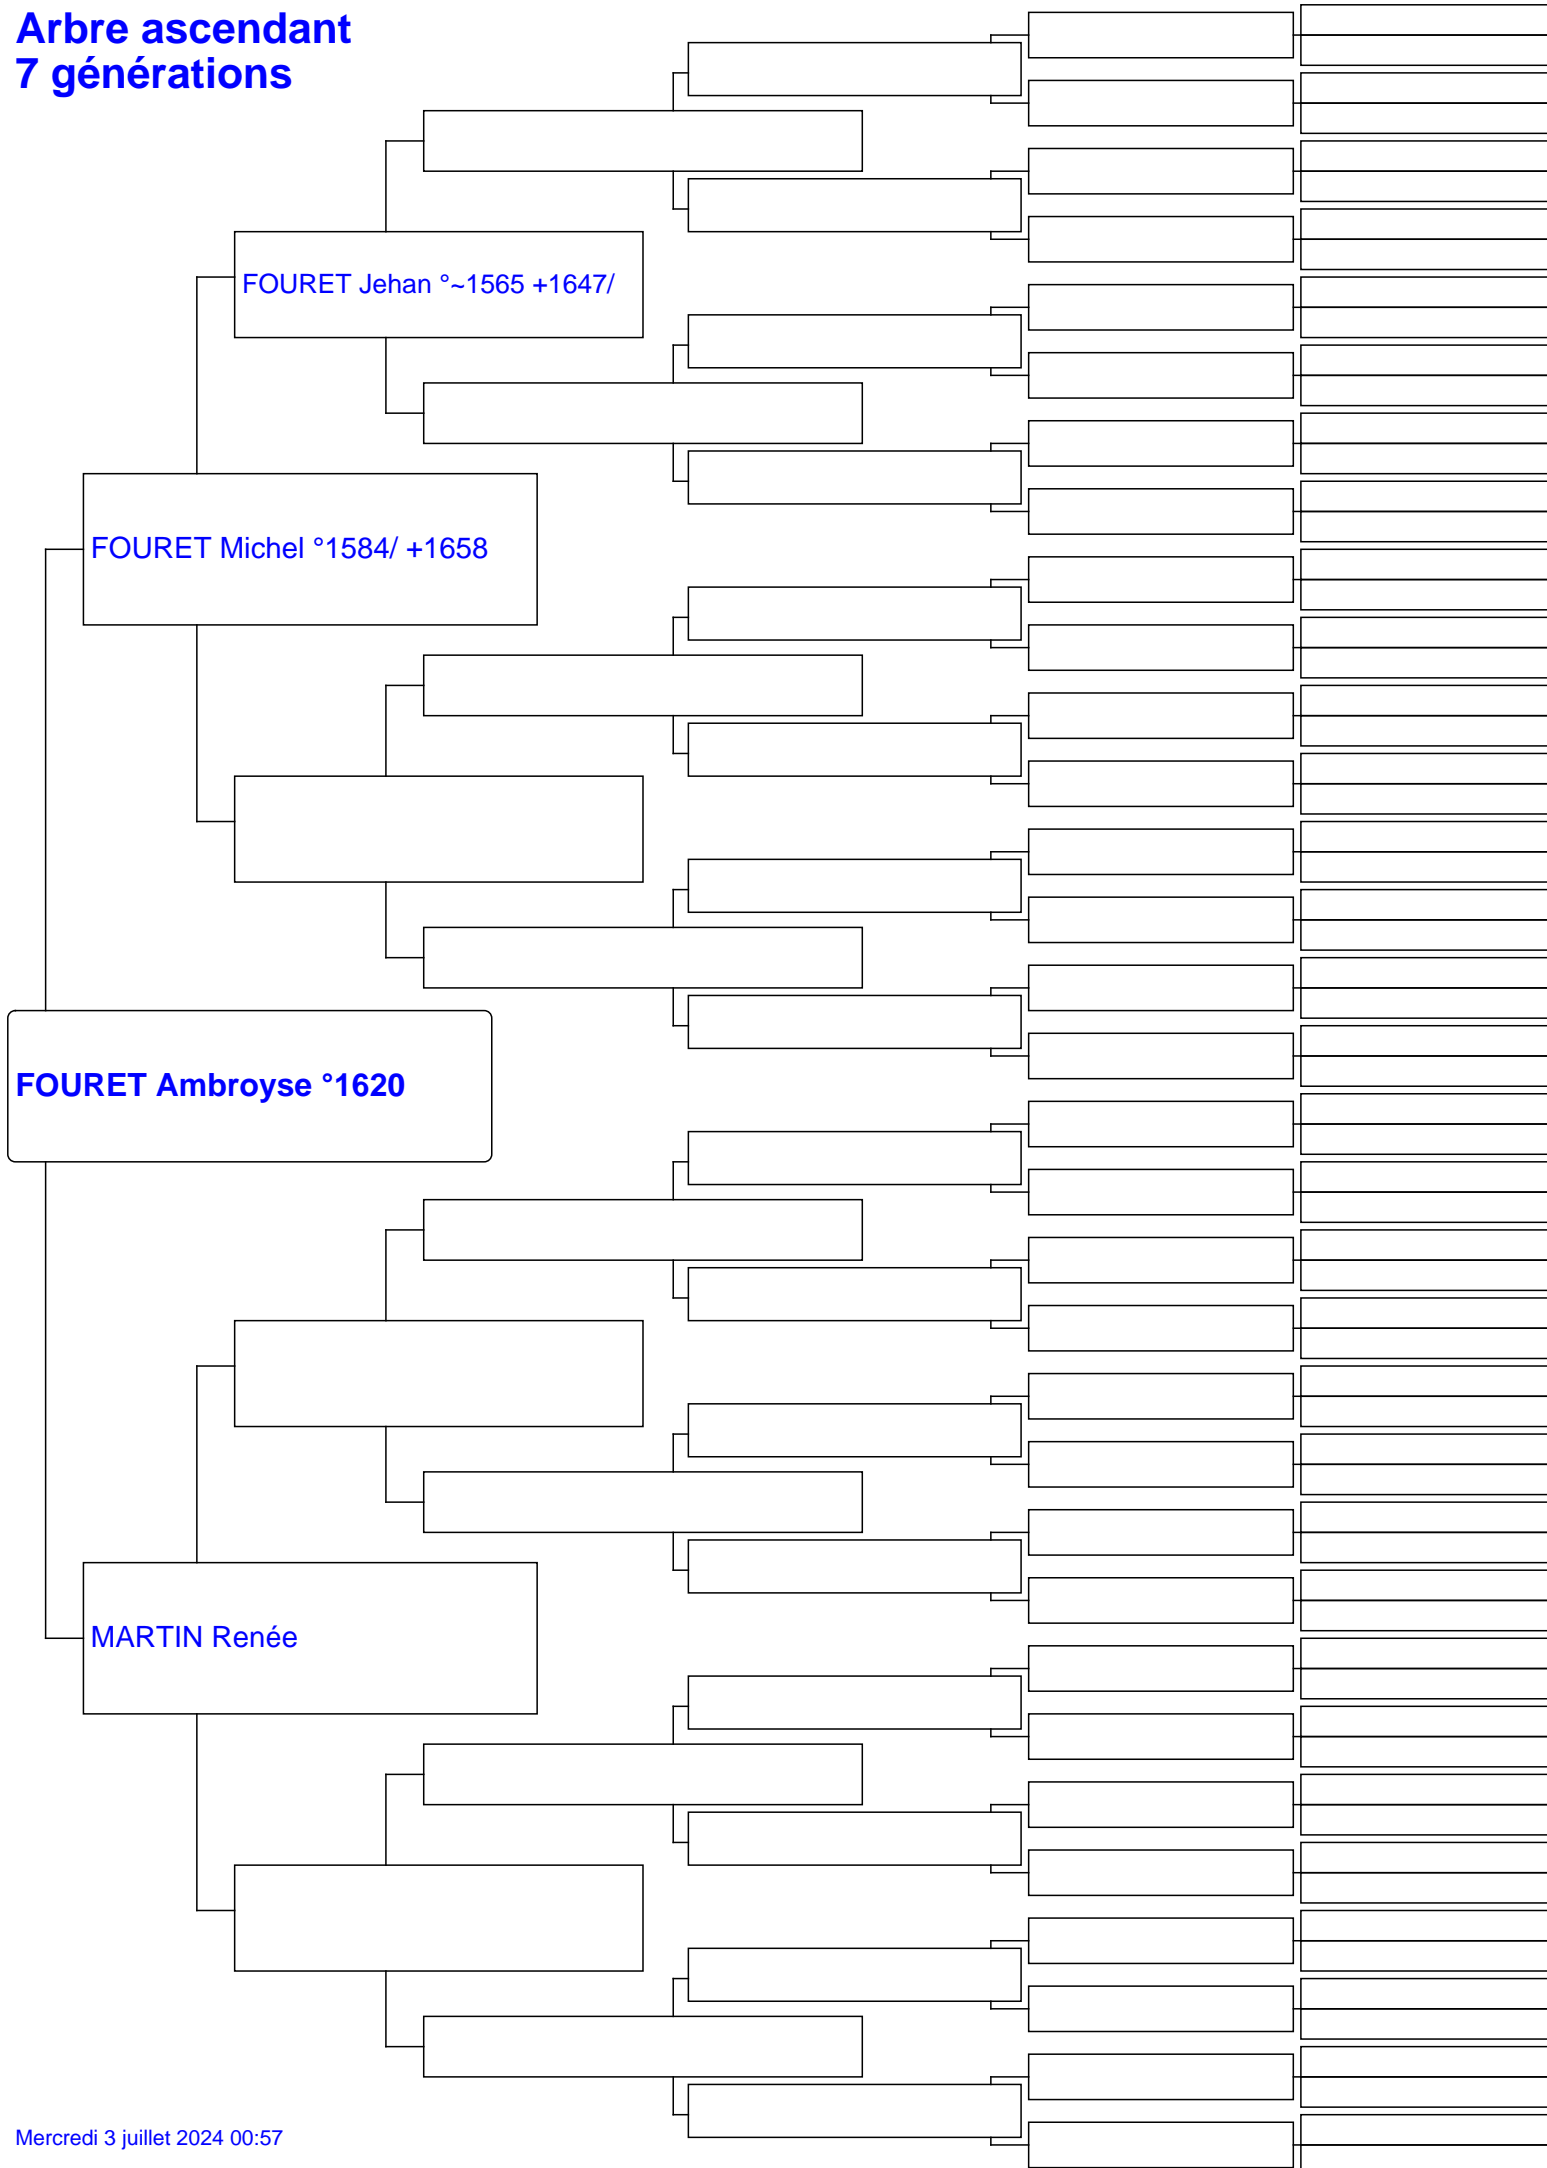 Arbre ascendant
7 générations
FOURET Jehan °~1565 +1647/
FOURET Michel °1584/ +1658
FOURET Ambroyse °1620
MARTIN Renée
Mercredi 3 juillet 2024 00:57